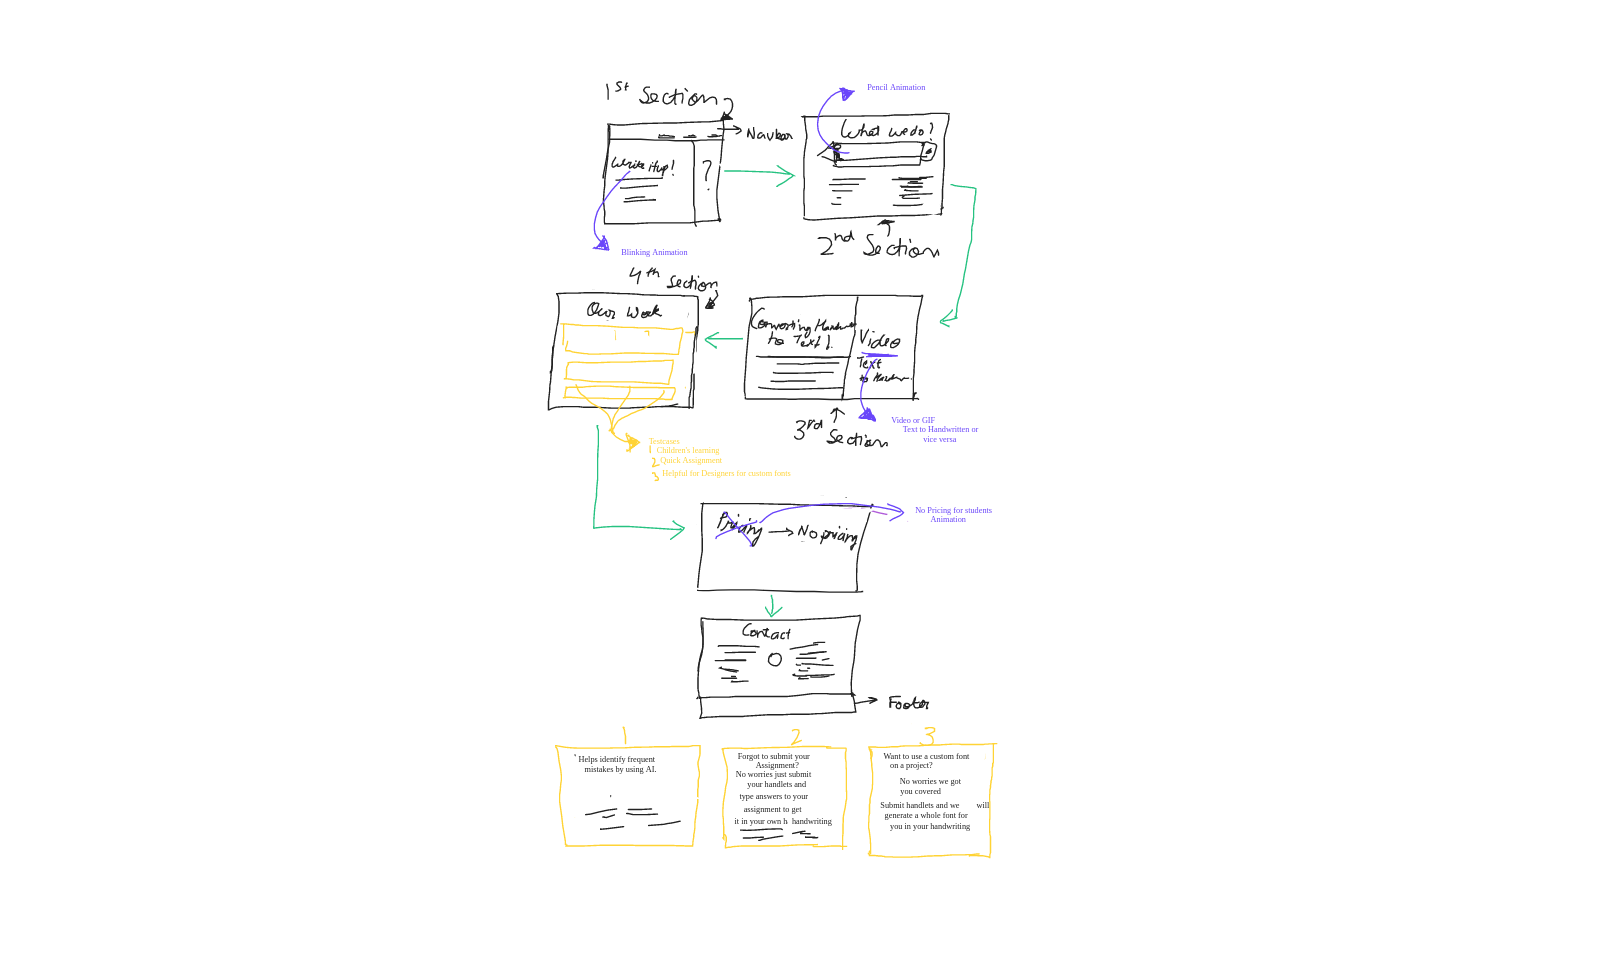 1st Section
Navbar
Write itup!
?
Blinking Animation
Pencil Animation
What we do?
2nd Section
4th Section
Our Work
Testcases
1 Children's learning
2 Quick Assignment
3 Helpful for Designers for custom fonts
Converting Handw
to Text!
Video
Text
to Handw
3rd Section
Video or GIF
Text to Handwritten or
vice versa
Pricing → No pricing
No Pricing for students
Animation
Contact
Footer
1
Helps identify frequent
mistakes by using AI.
2
Forgot to submit your
Assignment?
No worries just submit
your handlets and
type answers to your
assignment to get
it in your own h handwriting
3
Want to use a custom font
on a project?
No worries we got
you covered
Submit handlets and we will
generate a whole font for
you in your handwriting